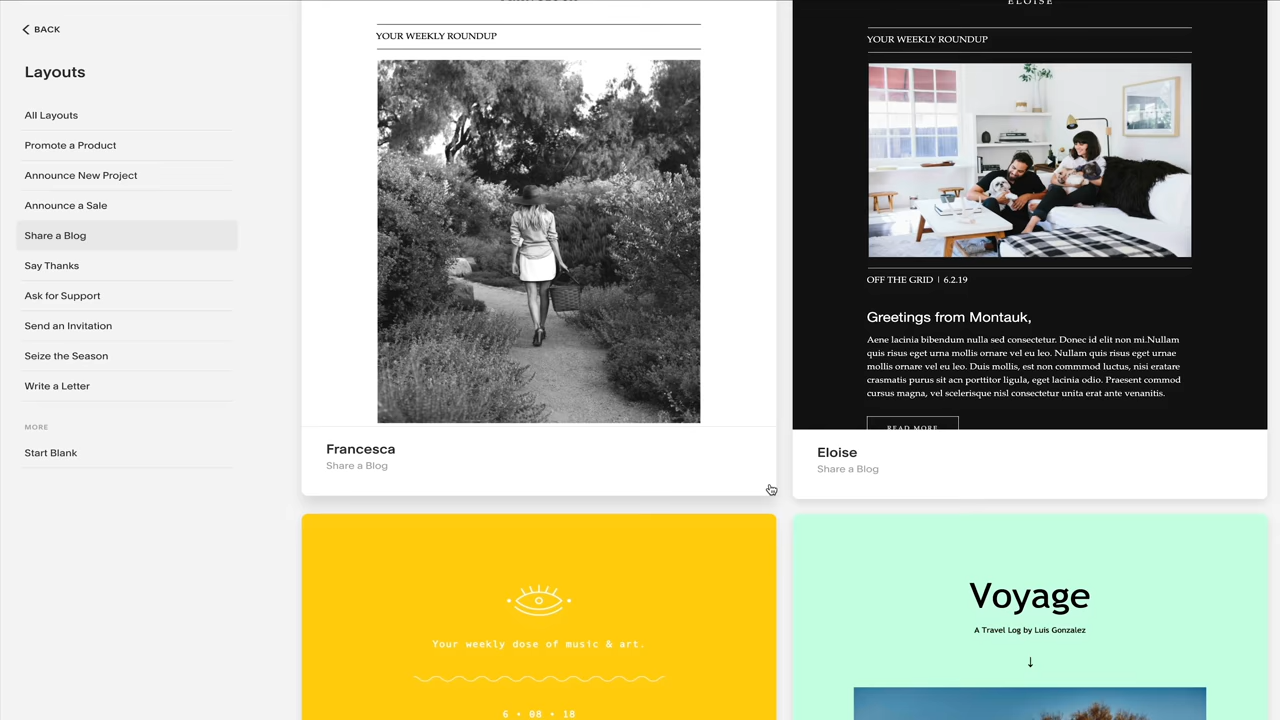 BACK
Layouts
All Layouts
Promote a Product
Announce New Project
Announce a Sale
Share a Blog
Say Thanks
Ask for Support
Send an Invitation
Seize the Season
Write a Letter
MORE
Start Blank
YOUR WEEKLY ROUNDUP
Francesca
Share a Blog
ELOISE
YOUR WEEKLY ROUNDUP
OFF THE GRID | 6.2.19
Greetings from Montauk,
Aene lacinia bibendum nulla sed consectetur. Donec id elit non mi.Nullam
quis risus eget urna mollis ornare vel eu leo. Nullam quis risus eget urnae
mollis ornare vel eu leo. Duis mollis, est non commmod luctus, nisi eratare
crasmatis purus sit acn porttitor ligula, eget lacinia odio. Praesent commod
cursus magna, vel scelerisque nisl consectetur unita erat ante venanitis.
READ MORE
Eloise
Share a Blog
Your weekly dose of music & art.
6 • 08 • 18
Voyage
A Travel Log by Luis Gonzalez
↓